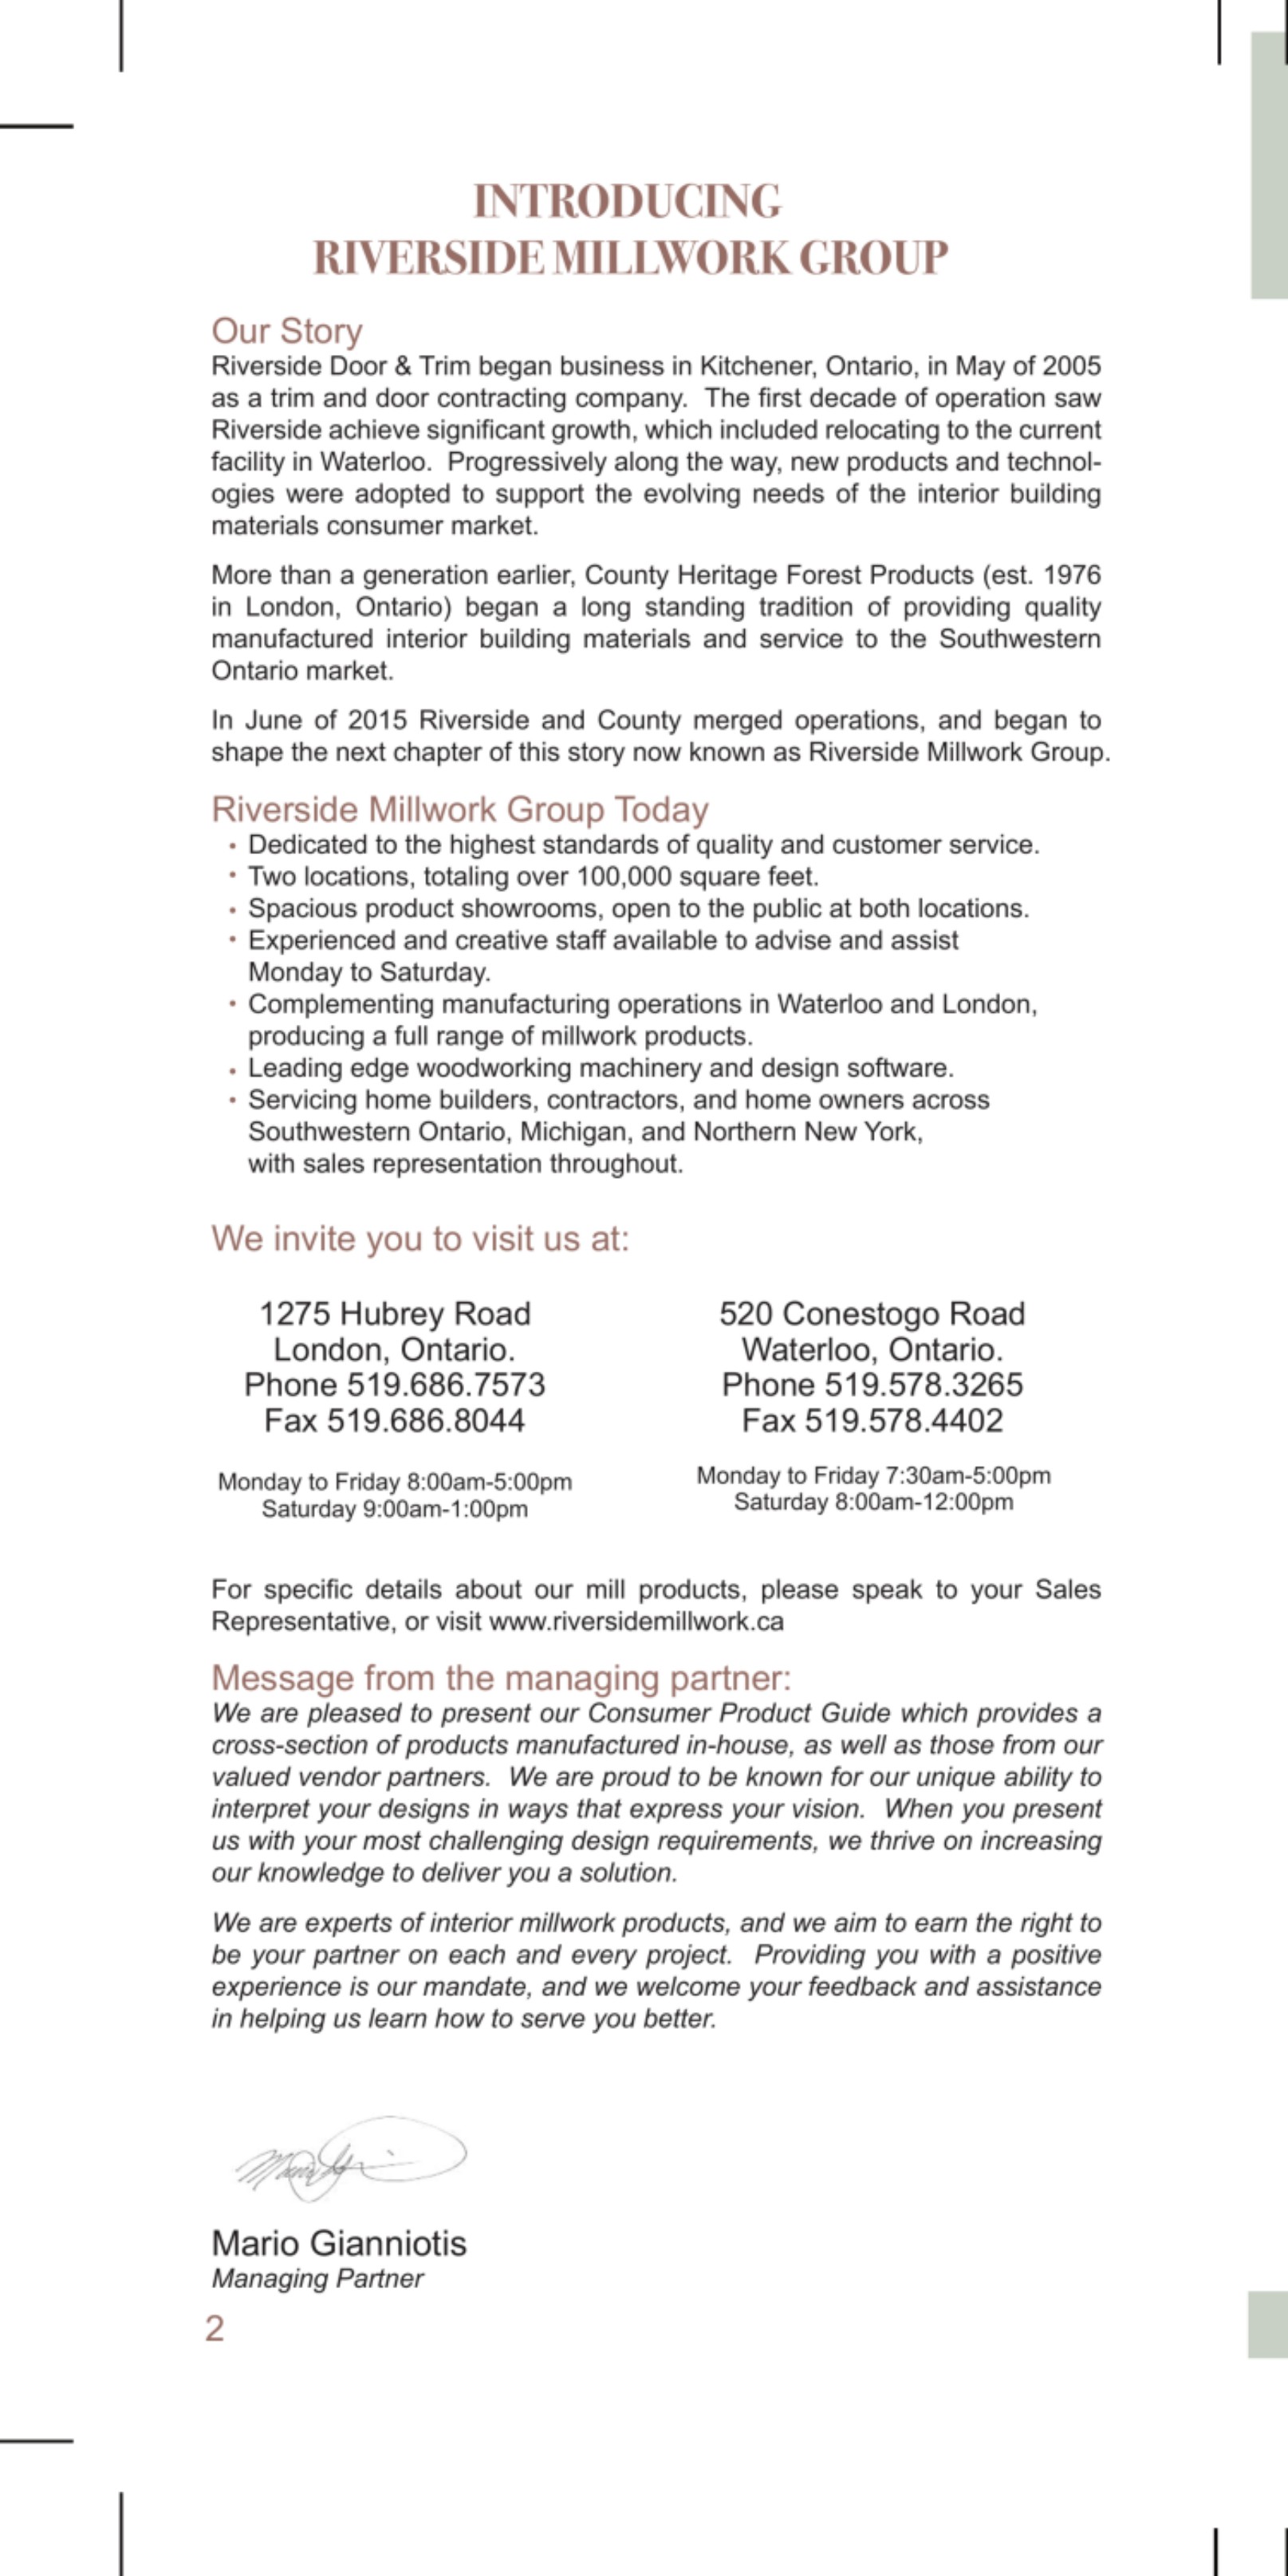 INTRODUCING
RIVERSIDE MILLWORK GROUP
Our Story
Riverside Door & Trim began business in Kitchener, Ontario, in May of 2005
as a trim and door contracting company. The first decade of operation saw
Riverside achieve significant growth, which included relocating to the current
facility in Waterloo. Progressively along the way, new products and technol-
ogies were adopted to support the evolving needs of the interior building
materials consumer market.
More than a generation earlier, County Heritage Forest Products (est. 1976
in London, Ontario) began a long standing tradition of providing quality
manufactured interior building materials and service to the Southwestern
Ontario market.
In June of 2015 Riverside and County merged operations, and began to
shape the next chapter of this story now known as Riverside Millwork Group.
Riverside Millwork Group Today
• Dedicated to the highest standards of quality and customer service.
• Two locations, totaling over 100,000 square feet.
• Spacious product showrooms, open to the public at both locations.
• Experienced and creative staff available to advise and assist
Monday to Saturday.
• Complementing manufacturing operations in Waterloo and London,
producing a full range of millwork products.
• Leading edge woodworking machinery and design software.
• Servicing home builders, contractors, and home owners across
Southwestern Ontario, Michigan, and Northern New York,
with sales representation throughout.
We invite you to visit us at:
1275 Hubrey Road
London, Ontario.
Phone 519.686.7573
Fax 519.686.8044
Monday to Friday 8:00am-5:00pm
Saturday 9:00am-1:00pm
520 Conestogo Road
Waterloo, Ontario.
Phone 519.578.3265
Fax 519.578.4402
Monday to Friday 7:30am-5:00pm
Saturday 8:00am-12:00pm
For specific details about our mill products, please speak to your Sales
Representative, or visit www.riversidemillwork.ca
Message from the managing partner:
We are pleased to present our Consumer Product Guide which provides a
cross-section of products manufactured in-house, as well as those from our
valued vendor partners. We are proud to be known for our unique ability to
interpret your designs in ways that express your vision. When you present
us with your most challenging design requirements, we thrive on increasing
our knowledge to deliver you a solution.
We are experts of interior millwork products, and we aim to earn the right to
be your partner on each and every project. Providing you with a positive
experience is our mandate, and we welcome your feedback and assistance
in helping us learn how to serve you better.
Mario Gianniotis
Managing Partner
2